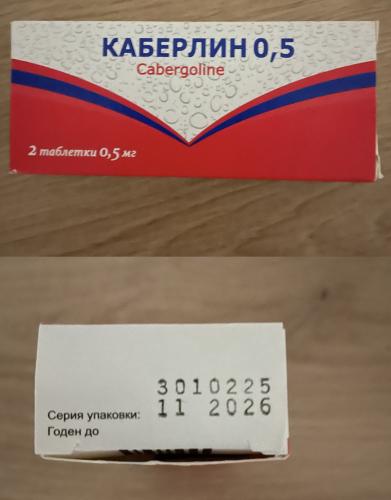 КАБЕРЛИН 0,5
Cabergoline
2 таблетки 0,5 мг
3010225
Серия упаковки: 11 2026
Годен до